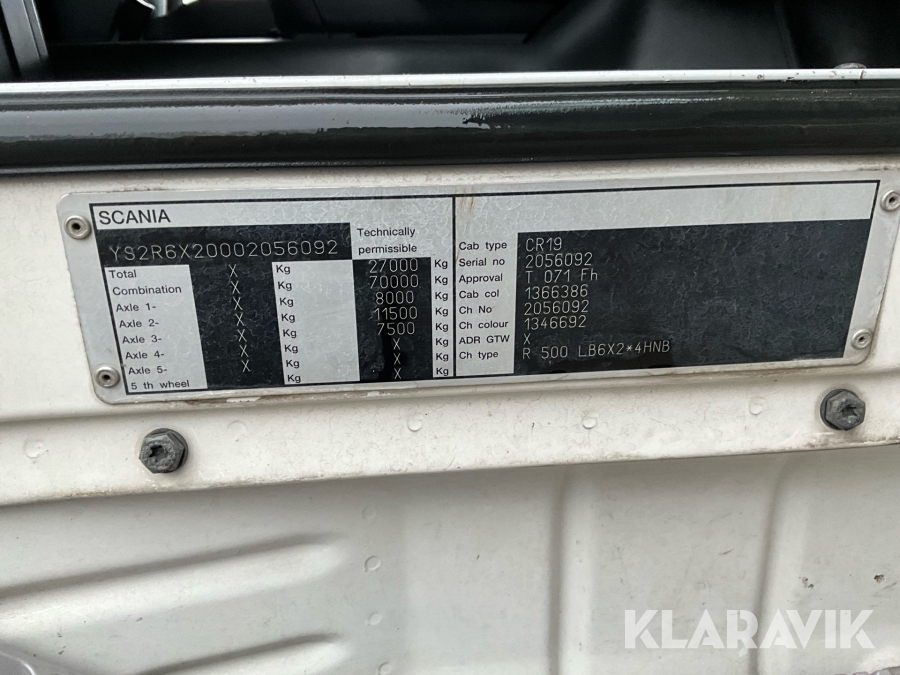 SCANIA
YS2R6X20002056092
Technically
permissible
Total X Kg 27000 Kg
Combination X Kg 70000 Kg
Axle 1- X Kg 8000 Kg
Axle 2- X Kg 11500 Kg
Axle 3- X Kg 7500 Kg
Axle 4- X Kg X Kg
Axle 5- X Kg X Kg
5 th wheel X Kg X Kg
Cab type CR19
Serial no 2056092
Approval T 071 Fh
Cab col 1366386
Ch No 2056092
Ch colour 1346692
ADR GTW X
Ch type R 500 LB6X2*4HNB
KLARAVIK